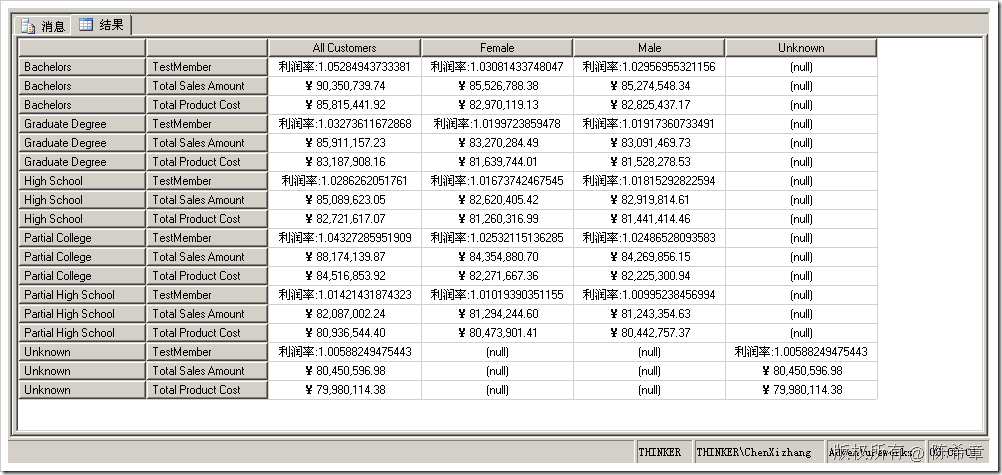 消息 结果
All Customers Female Male Unknown
Bachelors TestMember 利润率:1.05284943733381 利润率:1.03081433748047 利润率:1.02956955321156 (null)
Bachelors Total Sales Amount ¥ 90,350,739.74 ¥ 85,526,788.38 ¥ 85,274,548.34 (null)
Bachelors Total Product Cost ¥ 85,815,441.92 ¥ 82,970,119.13 ¥ 82,825,437.17 (null)
Graduate Degree TestMember 利润率:1.03273611672868 利润率:1.0199723859478 利润率:1.01917360733491 (null)
Graduate Degree Total Sales Amount ¥ 85,911,157.23 ¥ 83,270,284.49 ¥ 83,091,469.73 (null)
Graduate Degree Total Product Cost ¥ 83,187,908.16 ¥ 81,639,744.01 ¥ 81,528,278.53 (null)
High School TestMember 利润率:1.0286262051761 利润率:1.01673742467545 利润率:1.01815292822594 (null)
High School Total Sales Amount ¥ 85,089,623.05 ¥ 82,620,405.42 ¥ 82,919,814.61 (null)
High School Total Product Cost ¥ 82,721,617.07 ¥ 81,260,316.99 ¥ 81,441,414.46 (null)
Partial College TestMember 利润率:1.04327285951909 利润率:1.02532115136285 利润率:1.02486528093583 (null)
Partial College Total Sales Amount ¥ 88,174,139.87 ¥ 84,354,880.70 ¥ 84,269,856.15 (null)
Partial College Total Product Cost ¥ 84,516,853.92 ¥ 82,271,667.36 ¥ 82,225,300.94 (null)
Partial High School TestMember 利润率:1.01421431874323 利润率:1.01019390351155 利润率:1.00995238456994 (null)
Partial High School Total Sales Amount ¥ 82,087,002.24 ¥ 81,294,244.60 ¥ 81,243,354.63 (null)
Partial High School Total Product Cost ¥ 80,936,544.40 ¥ 80,473,901.41 ¥ 80,442,757.37 (null)
Unknown TestMember 利润率:1.00588249475443 (null) (null) 利润率:1.00588249475443
Unknown Total Sales Amount ¥ 80,450,596.98 (null) (null) ¥ 80,450,596.98
Unknown Total Product Cost ¥ 79,980,114.38 (null) (null) ¥ 79,980,114.38
THINKER THINKER\ChenXizhang Adventureworks
版权所有 @ 陈希章